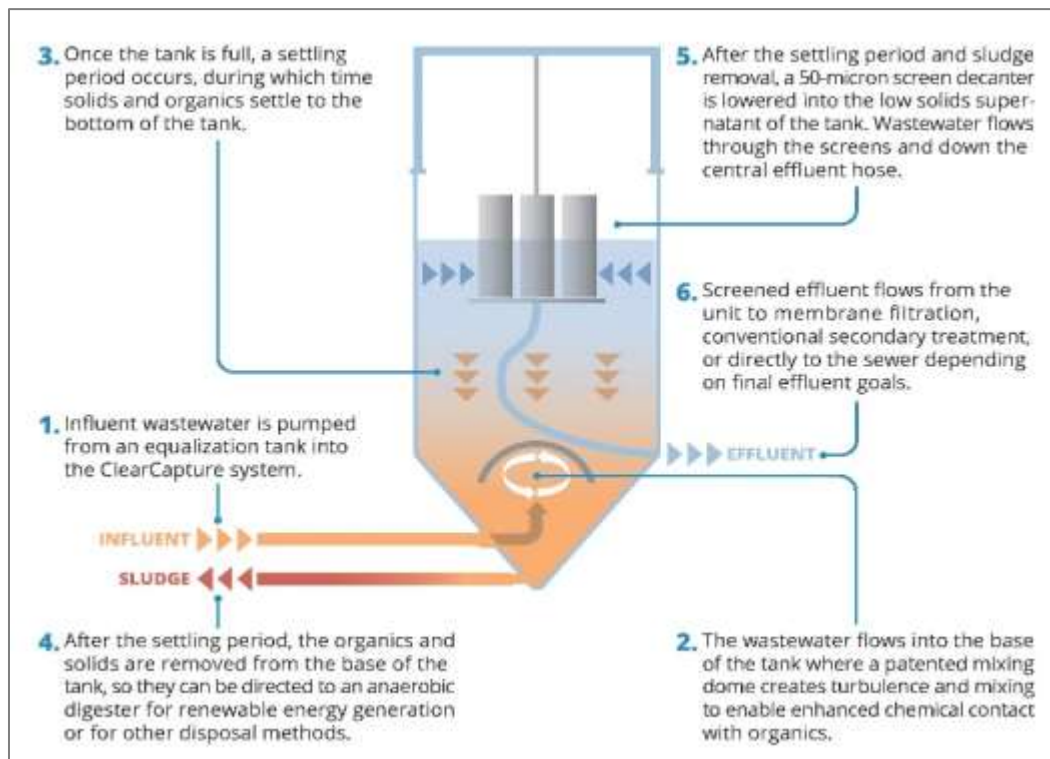 3. Once the tank is full, a settling
period occurs, during which time
solids and organics settle to the
bottom of the tank.
5. After the settling period and sludge
removal, a 50-micron screen decanter
is lowered into the low solids super-
natant of the tank. Wastewater flows
through the screens and down the
central effluent hose.
6. Screened effluent flows from the
unit to membrane filtration,
conventional secondary treatment,
or directly to the sewer depending
on final effluent goals.
1. Influent wastewater is pumped
from an equalization tank into
the ClearCapture system.
EFFLUENT
INFLUENT
SLUDGE
4. After the settling period, the organics and
solids are removed from the base of the
tank, so they can be directed to an anaerobic
digester for renewable energy generation
or for other disposal methods.
2. The wastewater flows into the base
of the tank where a patented mixing
dome creates turbulence and mixing
to enable enhanced chemical contact
with organics.